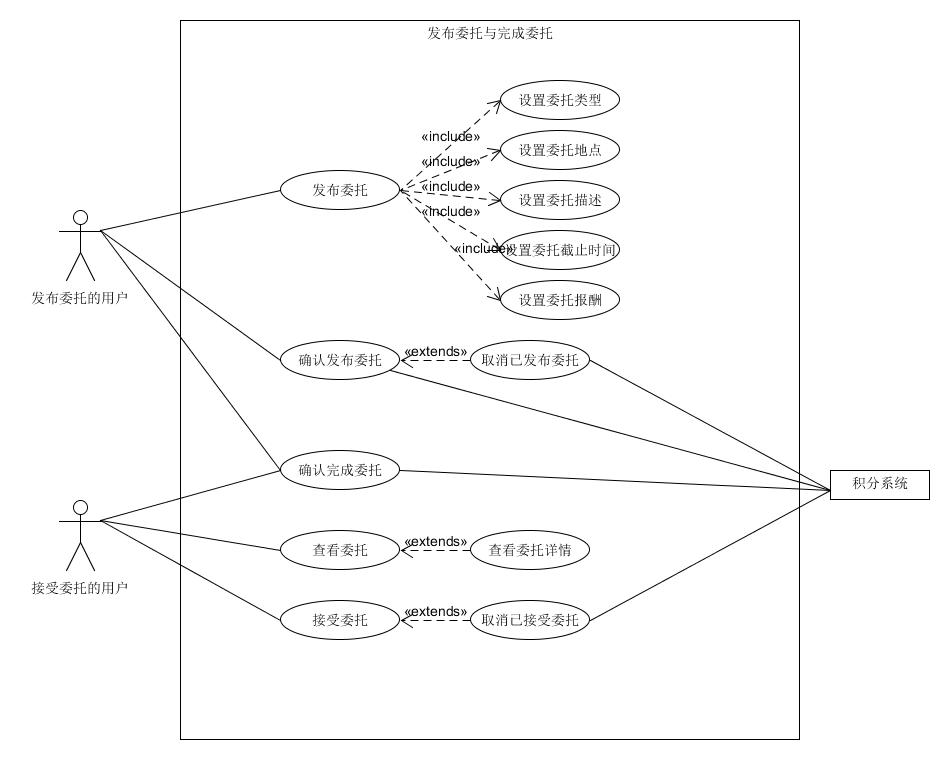 发布委托与完成委托
设置委托类型
«include»
设置委托地点
«include»
发布委托
«include»
设置委托描述
«include»
«include»
设置委托截止时间
发布委托的用户
设置委托报酬
确认发布委托
«extends»
取消已发布委托
确认完成委托
积分系统
查看委托
«extends»
查看委托详情
接受委托的用户
接受委托
«extends»
取消已接受委托